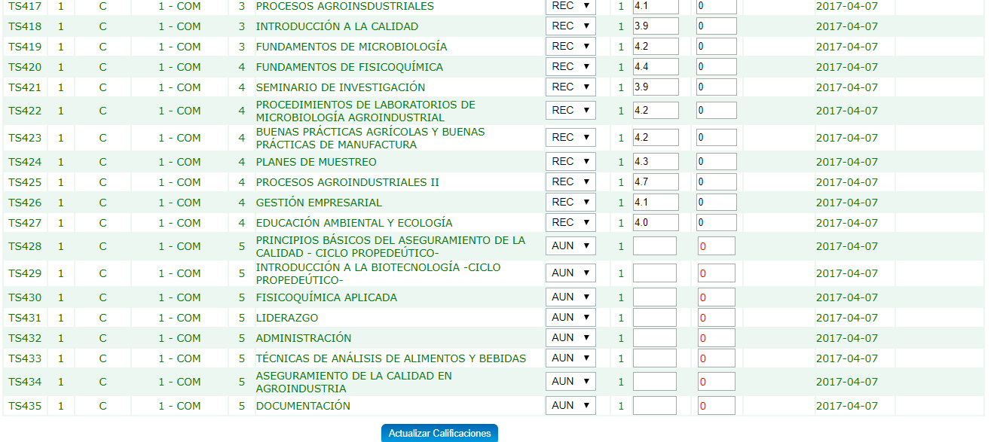 TS417 1 C 1 - COM 3 PROCESOS AGROINSDUSTRIALES REC 1 4.1 0 2017-04-07
TS418 1 C 1 - COM 3 INTRODUCCIÓN A LA CALIDAD REC 1 3.9 0 2017-04-07
TS419 1 C 1 - COM 3 FUNDAMENTOS DE MICROBIOLOGÍA REC 1 4.2 0 2017-04-07
TS420 1 C 1 - COM 4 FUNDAMENTOS DE FISICOQUÍMICA REC 1 4.4 0 2017-04-07
TS421 1 C 1 - COM 4 SEMINARIO DE INVESTIGACIÓN REC 1 3.9 0 2017-04-07
TS422 1 C 1 - COM 4 PROCEDIMIENTOS DE LABORATORIOS DE
MICROBIOLOGÍA AGROINDUSTRIAL REC 1 4.2 0 2017-04-07
TS423 1 C 1 - COM 4 BUENAS PRÁCTICAS AGRÍCOLAS Y BUENAS
PRÁCTICAS DE MANUFACTURA REC 1 4.2 0 2017-04-07
TS424 1 C 1 - COM 4 PLANES DE MUESTREO REC 1 4.3 0 2017-04-07
TS425 1 C 1 - COM 4 PROCESOS AGROINDUSTRIALES II REC 1 4.7 0 2017-04-07
TS426 1 C 1 - COM 4 GESTIÓN EMPRESARIAL REC 1 4.1 0 2017-04-07
TS427 1 C 1 - COM 4 EDUCACIÓN AMBIENTAL Y ECOLOGÍA REC 1 4.0 0 2017-04-07
TS428 1 C 1 - COM 5 PRINCIPIOS BÁSICOS DEL ASEGURAMIENTO DE LA
CALIDAD - CICLO PROPEDEÚTICO- AUN 1 0 2017-04-07
TS429 1 C 1 - COM 5 INTRODUCCIÓN A LA BIOTECNOLOGÍA -CICLO
PROPEDEÚTICO- AUN 1 0 2017-04-07
TS430 1 C 1 - COM 5 FISICOQUÍMICA APLICADA AUN 1 0 2017-04-07
TS431 1 C 1 - COM 5 LIDERAZGO AUN 1 0 2017-04-07
TS432 1 C 1 - COM 5 ADMINISTRACIÓN AUN 1 0 2017-04-07
TS433 1 C 1 - COM 5 TÉCNICAS DE ANÁLISIS DE ALIMENTOS Y BEBIDAS AUN 1 0 2017-04-07
TS434 1 C 1 - COM 5 ASEGURAMIENTO DE LA CALIDAD EN
AGROINDUSTRIA AUN 1 0 2017-04-07
TS435 1 C 1 - COM 5 DOCUMENTACIÓN AUN 1 0 2017-04-07
Actualizar Calificaciones